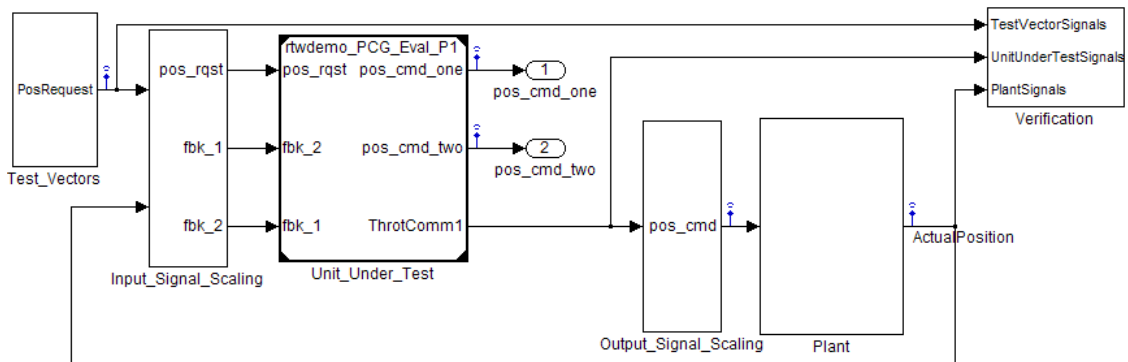 PosRequest
Test_Vectors
pos_rqst
fbk_1
fbk_2
Input_Signal_Scaling
rtwdemo_PCG_Eval_P1
pos_rqst
pos_cmd_one
fbk_2
pos_cmd_two
fbk_1
ThrotComm1
Unit_Under_Test
1
pos_cmd_one
2
pos_cmd_two
pos_cmd
Output_Signal_Scaling
Plant
ActualPosition
TestVectorSignals
UnitUnderTestSignals
PlantSignals
Verification